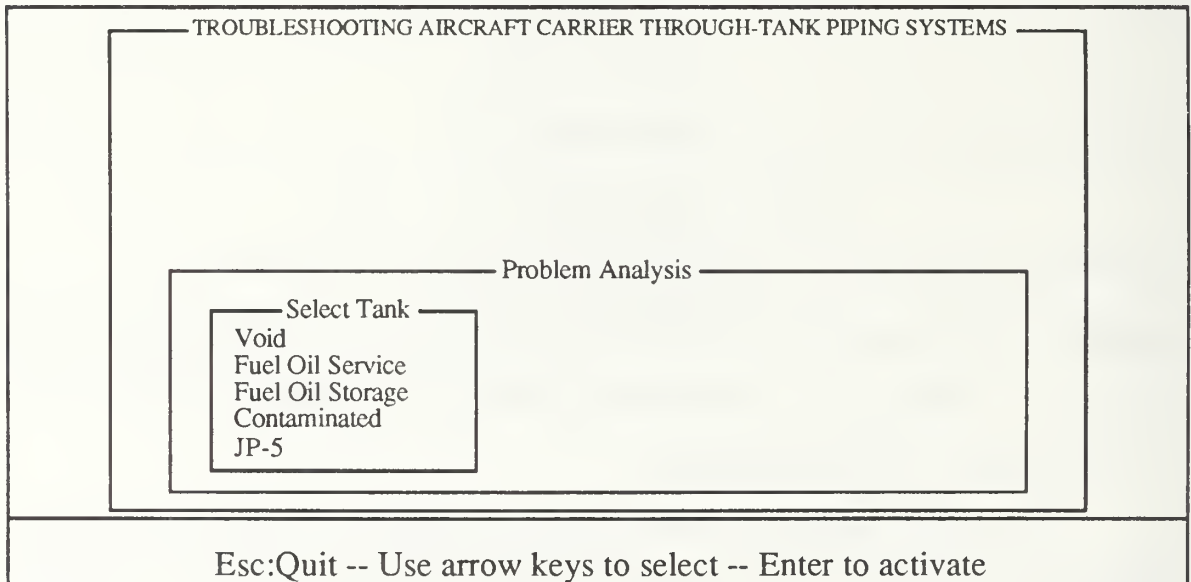 TROUBLESHOOTING AIRCRAFT CARRIER THROUGH-TANK PIPING SYSTEMS
Problem Analysis
Select Tank
Void
Fuel Oil Service
Fuel Oil Storage
Contaminated
JP-5
Esc:Quit -- Use arrow keys to select -- Enter to activate